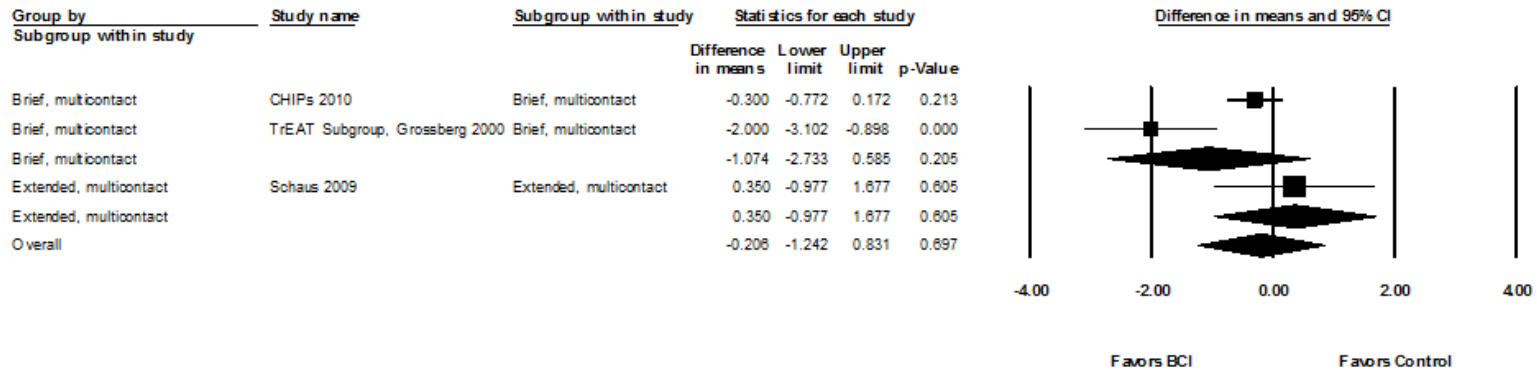 Group by Study name Subgroup within study Statistics for each study Difference in means and 95% CI
Subgroup within study
Difference Lower Upper
in means limit limit p-Value
Brief, multicontact CHIPs 2010 Brief, multicontact -0.300 -0.772 0.172 0.213
Brief, multicontact TrEAT Subgroup, Grossberg 2000 Brief, multicontact -2.000 -3.102 -0.898 0.000
Brief, multicontact -1.074 -2.733 0.585 0.205
Extended, multicontact Schaus 2009 Extended, multicontact 0.350 -0.977 1.677 0.605
Extended, multicontact 0.350 -0.977 1.677 0.605
Overall -0.206 -1.242 0.831 0.697
-4.00 -2.00 0.00 2.00 4.00
Favors BCI Favors Control